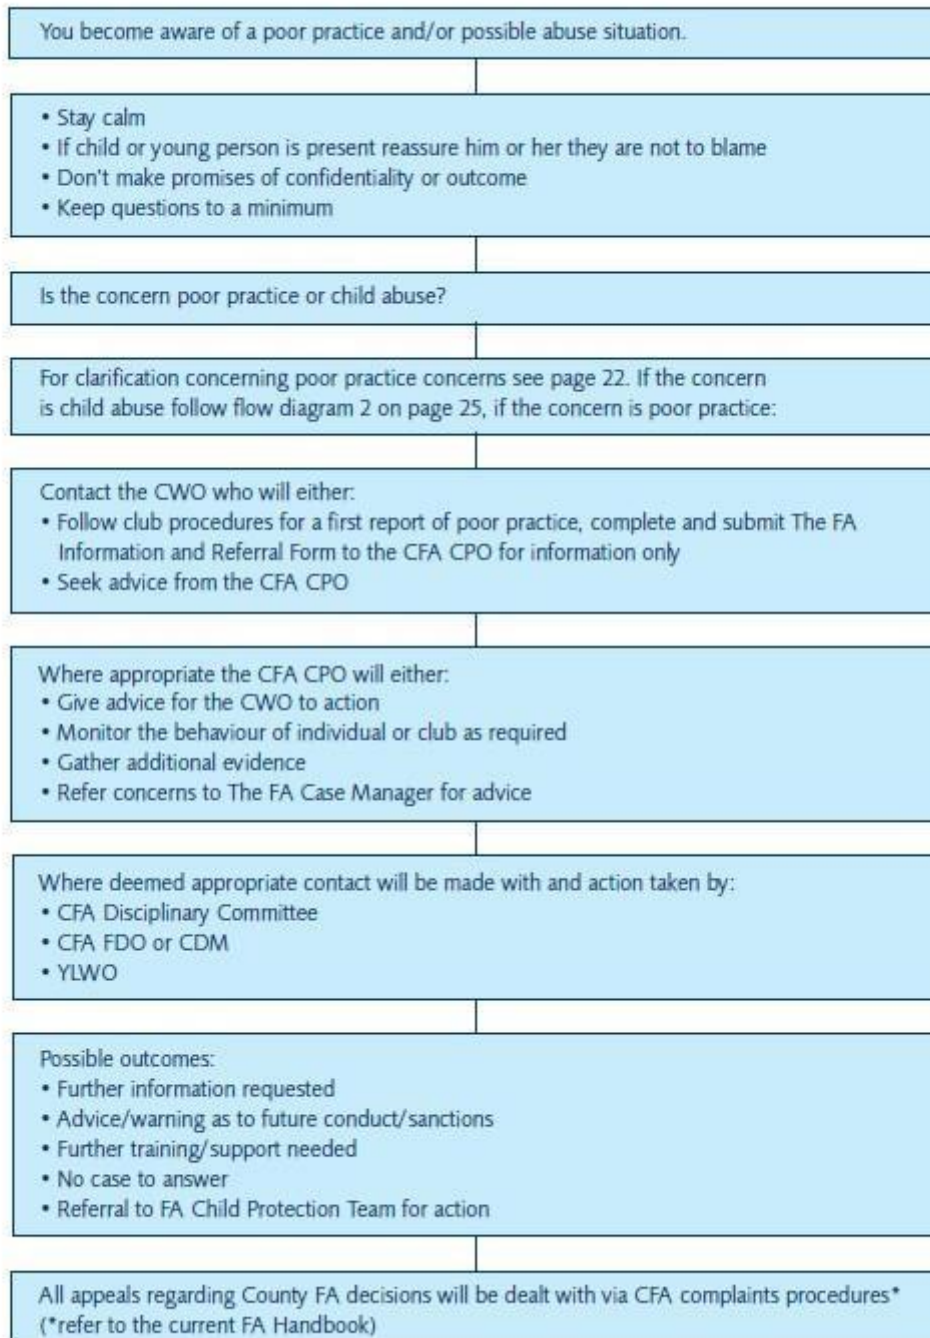 You become aware of a poor practice and/or possible abuse situation.
• Stay calm
• If child or young person is present reassure him or her they are not to blame
• Don't make promises of confidentiality or outcome
• Keep questions to a minimum
Is the concern poor practice or child abuse?
For clarification concerning poor practice concerns see page 22. If the concern
is child abuse follow flow diagram 2 on page 25, if the concern is poor practice:
Contact the CWO who will either:
• Follow club procedures for a first report of poor practice, complete and submit The FA
Information and Referral Form to the CFA CPO for information only
• Seek advice from the CFA CPO
Where appropriate the CFA CPO will either:
• Give advice for the CWO to action
• Monitor the behaviour of individual or club as required
• Gather additional evidence
• Refer concerns to The FA Case Manager for advice
Where deemed appropriate contact will be made with and action taken by:
• CFA Disciplinary Committee
• CFA FDO or CDM
• YLWO
Possible outcomes:
• Further information requested
• Advice/warning as to future conduct/sanctions
• Further training/support needed
• No case to answer
• Referral to FA Child Protection Team for action
All appeals regarding County FA decisions will be dealt with via CFA complaints procedures*
(*refer to the current FA Handbook)